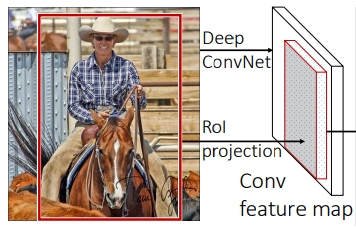 Deep
ConvNet
RoI
projection
Conv
feature map